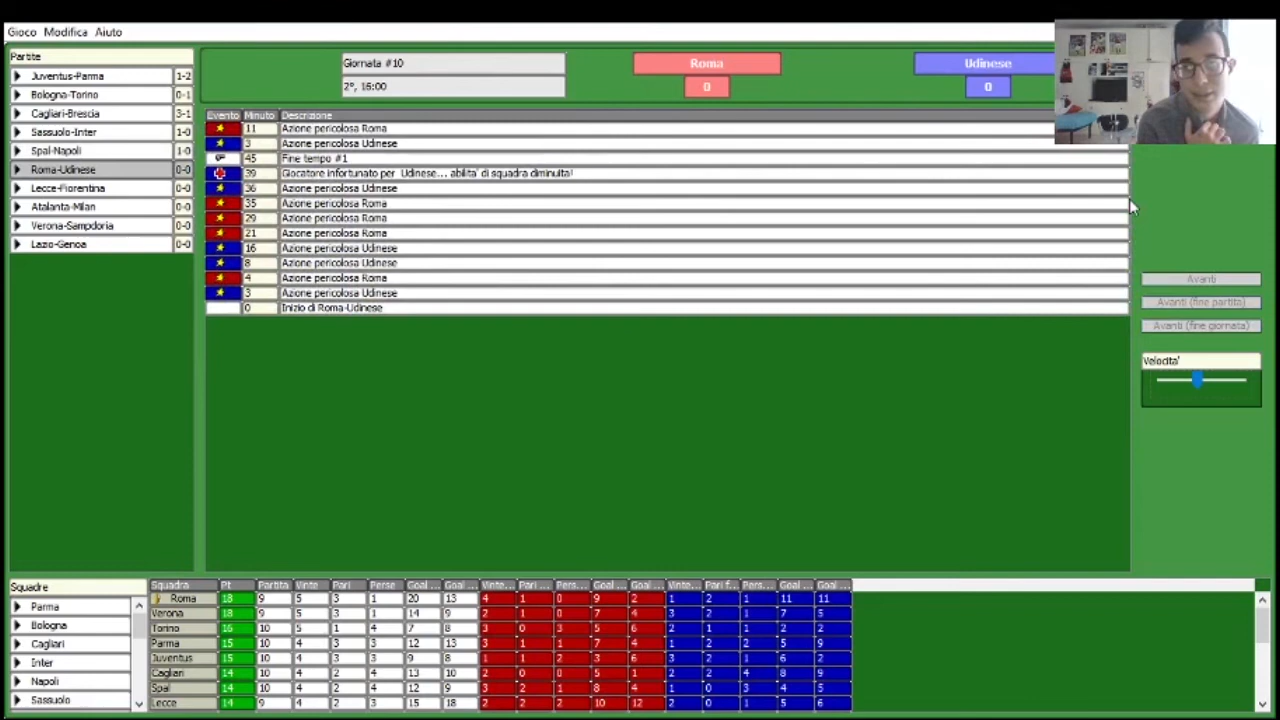 Gioco Modifica Aiuto
Partite
Juventus-Parma 1-2
Bologna-Torino 0-1
Cagliari-Brescia 3-1
Sassuolo-Inter 1-0
Spal-Napoli 1-0
Roma-Udinese 0-0
Lecce-Fiorentina 0-0
Atalanta-Milan 0-0
Verona-Sampdoria 0-0
Lazio-Genoa 0-0
Giornata #10
2°, 16:00
Roma
0
Udinese
0
Evento Minuto Descrizione
11 Azione pericolosa Roma
3 Azione pericolosa Udinese
45 Fine tempo #1
39 Giocatore infortunato per Udinese... abilita' di squadra diminuita!
36 Azione pericolosa Udinese
35 Azione pericolosa Roma
29 Azione pericolosa Roma
21 Azione pericolosa Roma
16 Azione pericolosa Udinese
8 Azione pericolosa Udinese
4 Azione pericolosa Roma
3 Azione pericolosa Udinese
0 Inizio di Roma-Udinese
Avanti
Avanti (fine partita)
Avanti (fine giornata)
Velocita'
Squadre
Parma
Bologna
Cagliari
Inter
Napoli
Sassuolo
Squadra Pt Partite Vinte Pari Perse Goal ... Goal ... Vinte... Pari ... Pers... Goal ... Goal ... Vinte... Pari f... Pers... Goal ... Goal ...
Roma 18 9 5 3 1 20 13 4 1 0 9 2 1 2 1 11 11
Verona 18 9 5 3 1 14 9 2 1 0 7 4 3 2 1 7 5
Torino 16 10 5 1 4 7 8 3 0 3 5 6 2 1 1 2 2
Parma 15 10 4 3 3 12 13 3 1 1 7 4 1 2 2 5 9
Juventus 15 10 4 3 3 9 8 1 1 2 3 6 3 2 1 6 2
Cagliari 14 10 4 2 4 13 10 2 0 0 5 1 2 2 4 8 9
Spal 14 10 4 2 4 12 9 3 2 1 8 4 1 0 3 4 5
Lecce 14 9 4 2 3 15 18 2 2 2 10 12 2 0 1 5 6